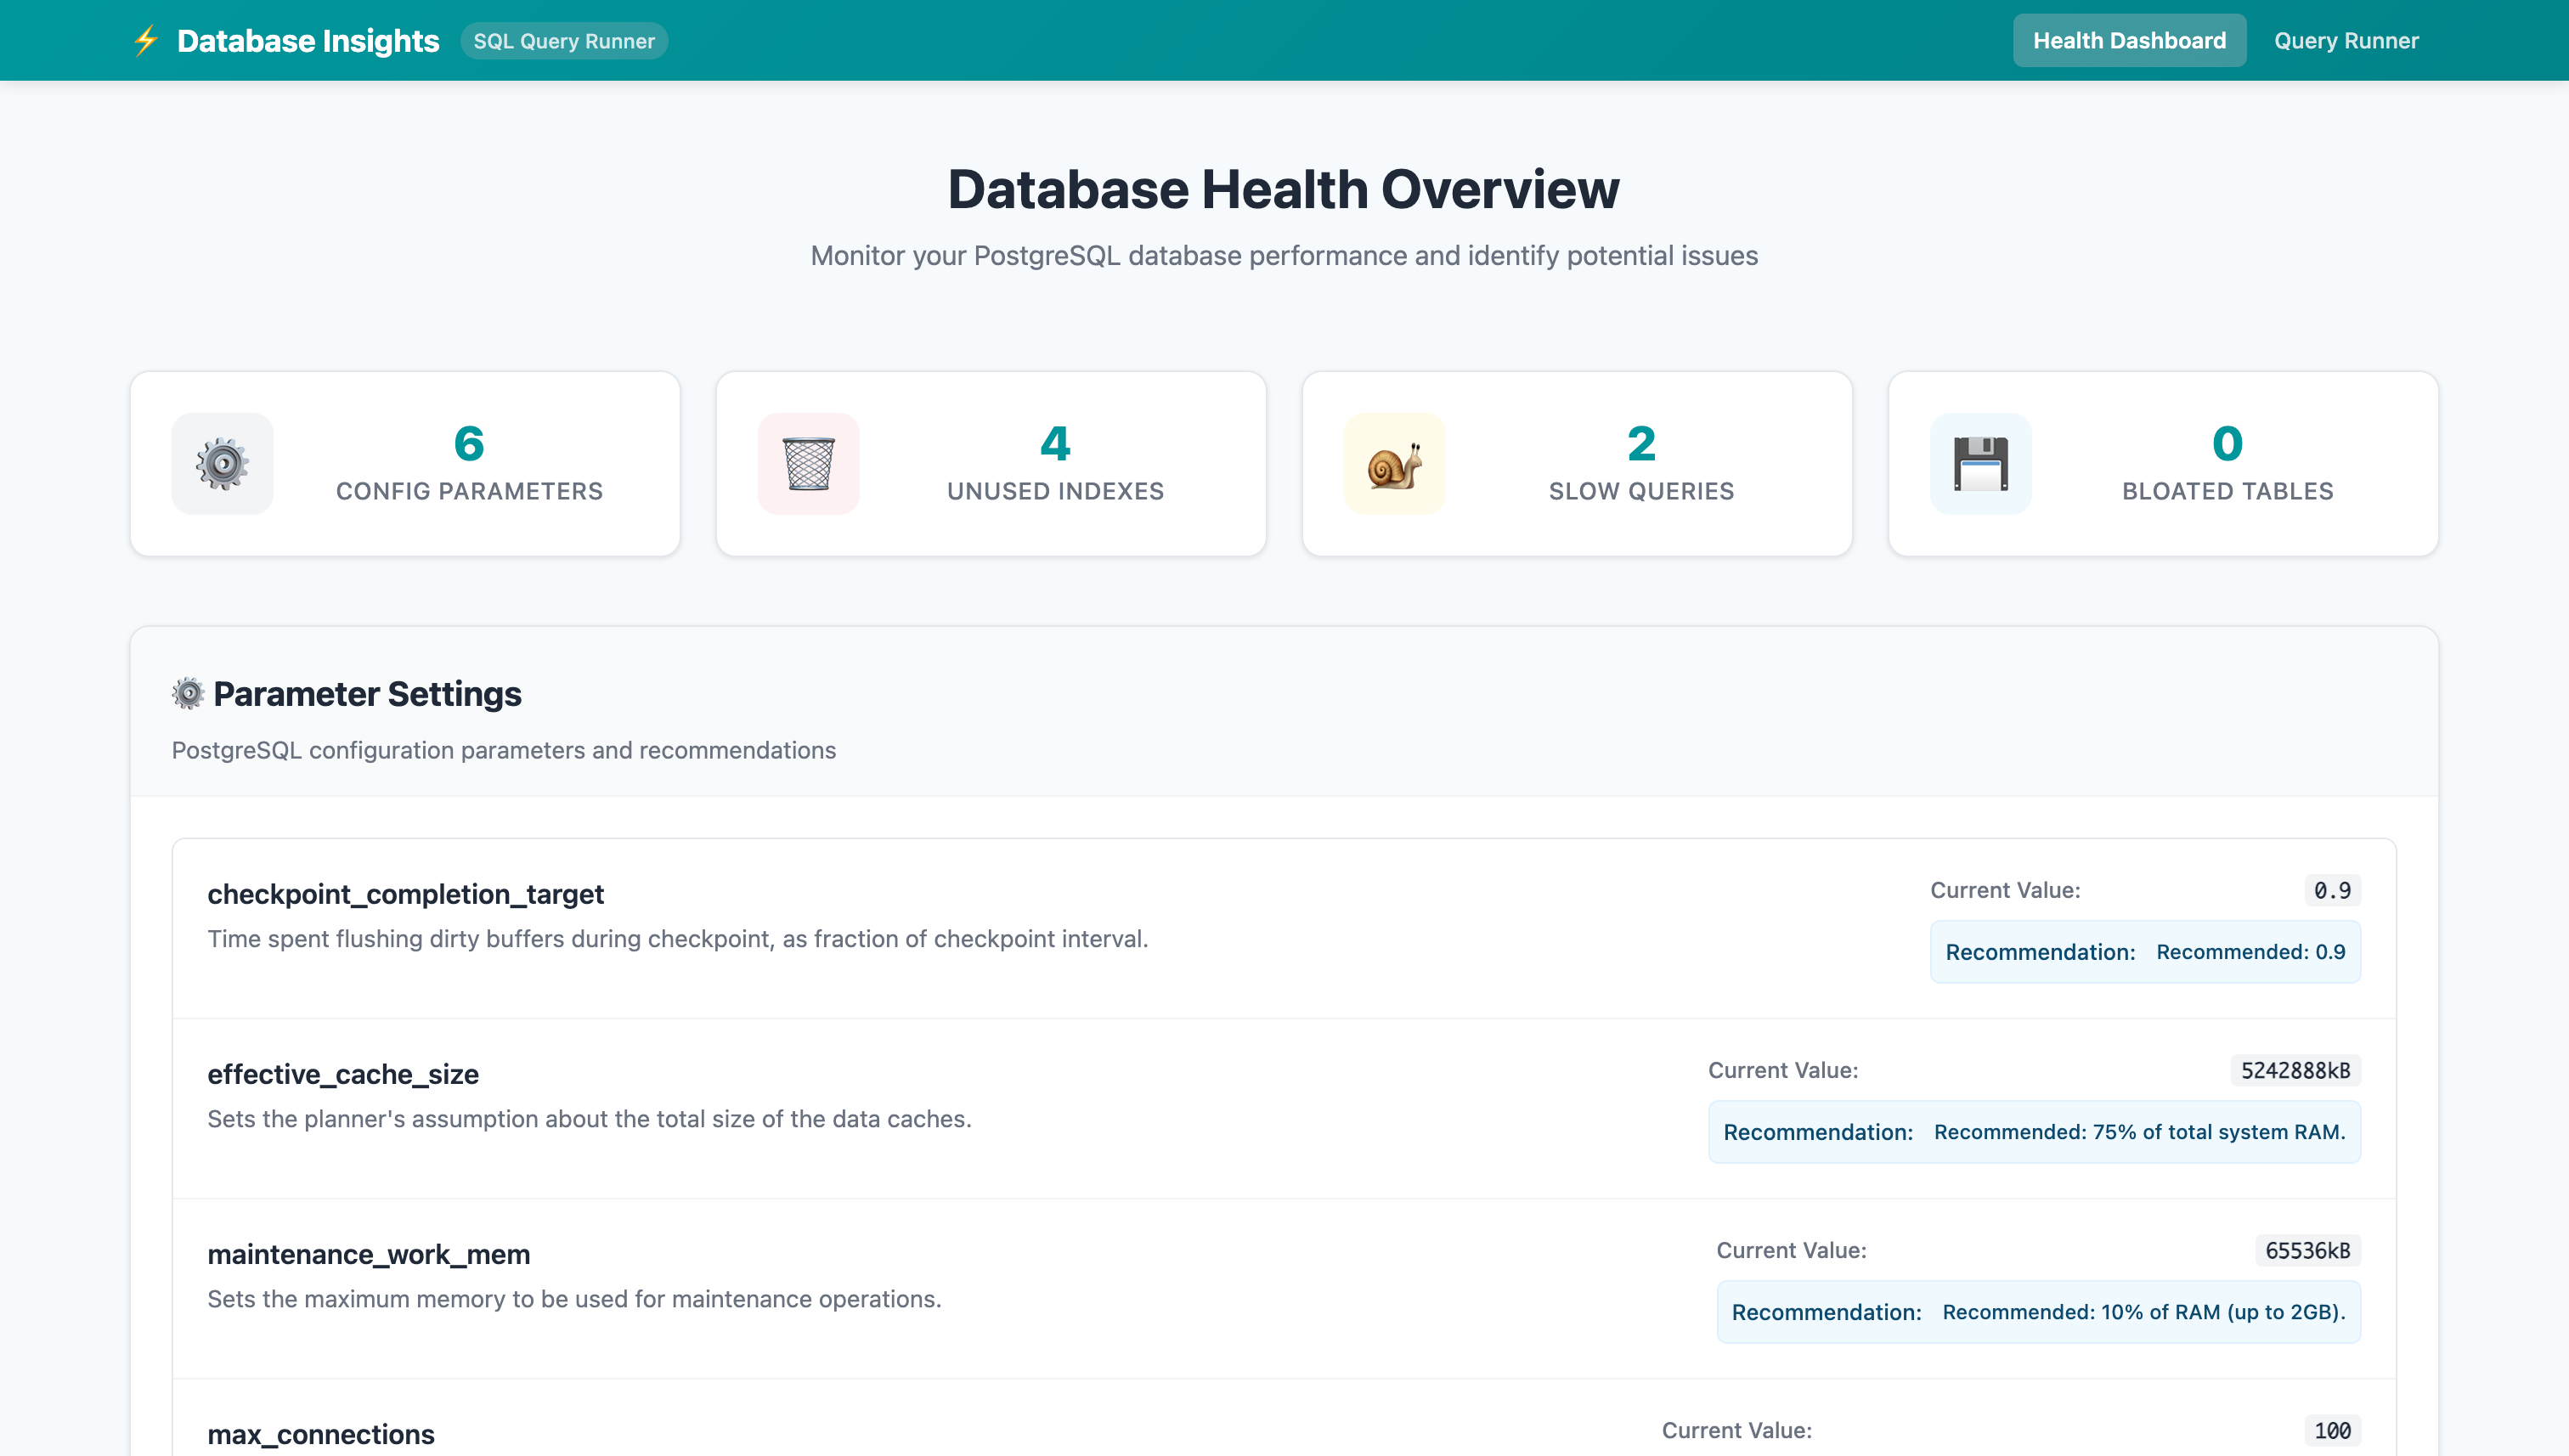 ⚡ Database Insights SQL Query Runner Health Dashboard Query Runner
Database Health Overview
Monitor your PostgreSQL database performance and identify potential issues
6
CONFIG PARAMETERS
4
UNUSED INDEXES
2
SLOW QUERIES
0
BLOATED TABLES
Parameter Settings
PostgreSQL configuration parameters and recommendations
checkpoint_completion_target
Time spent flushing dirty buffers during checkpoint, as fraction of checkpoint interval.
Current Value: 0.9
Recommendation: Recommended: 0.9
effective_cache_size
Sets the planner's assumption about the total size of the data caches.
Current Value: 5242888kB
Recommendation: Recommended: 75% of total system RAM.
maintenance_work_mem
Sets the maximum memory to be used for maintenance operations.
Current Value: 65536kB
Recommendation: Recommended: 10% of RAM (up to 2GB).
max_connections
Current Value: 100